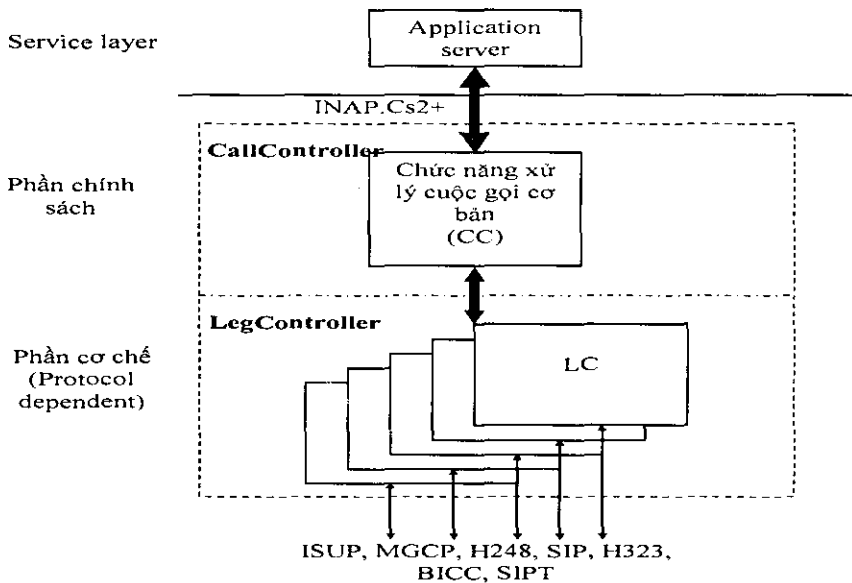 Service layer
Application
server
INAP.Cs2+
CallController
Chức năng xử
lý cuộc gọi cơ
bản
(CC)
Phần chính
sách
LegController
Phần cơ chế
(Protocol
dependent)
LC
ISUP, MGCP, H248, SIP, H323,
BICC, SIPT